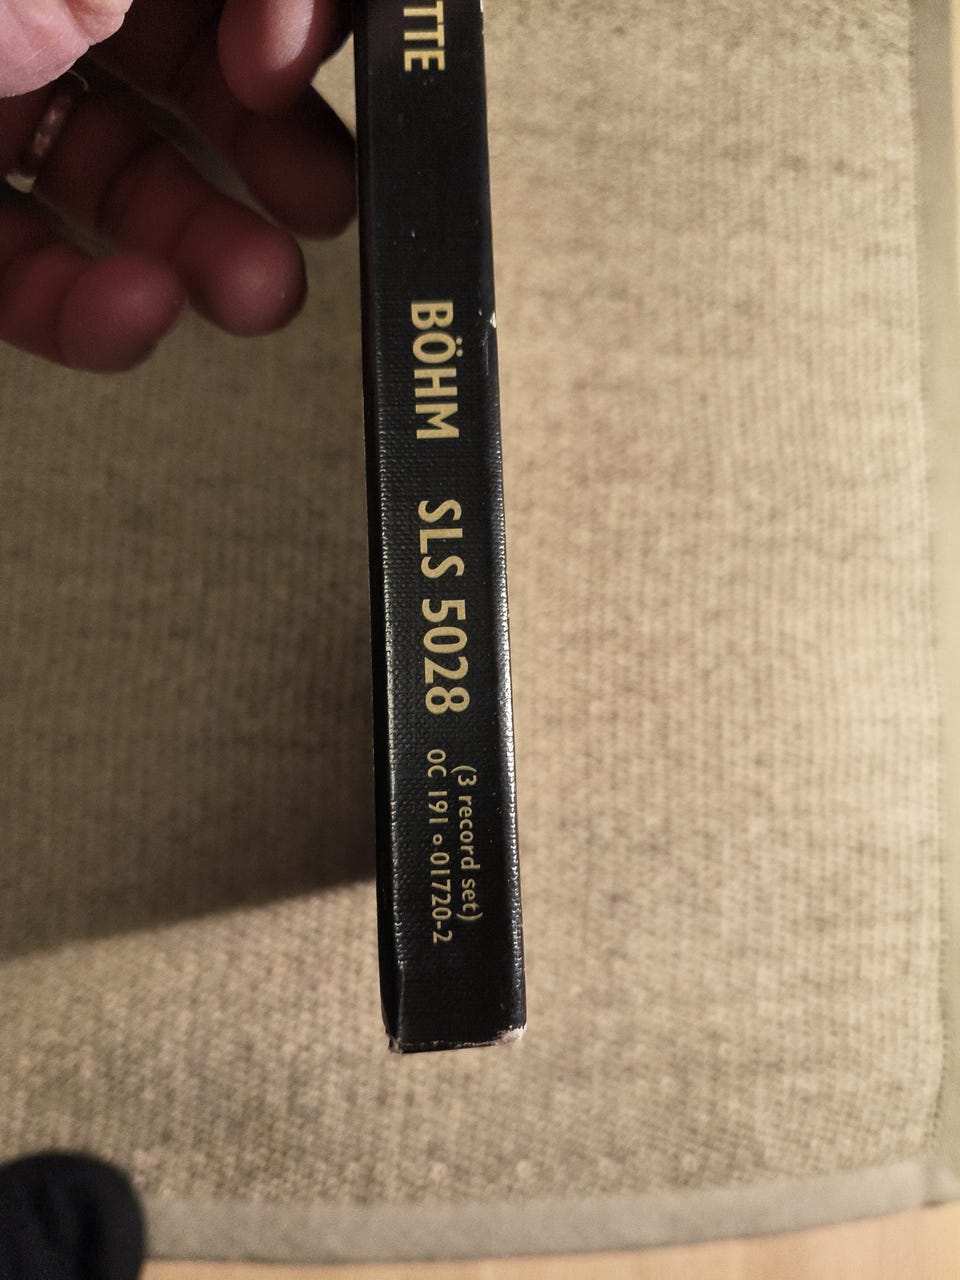 TTE BÖHM SLS 5028
(3 record set)
OC 191 ∘ 01720-2